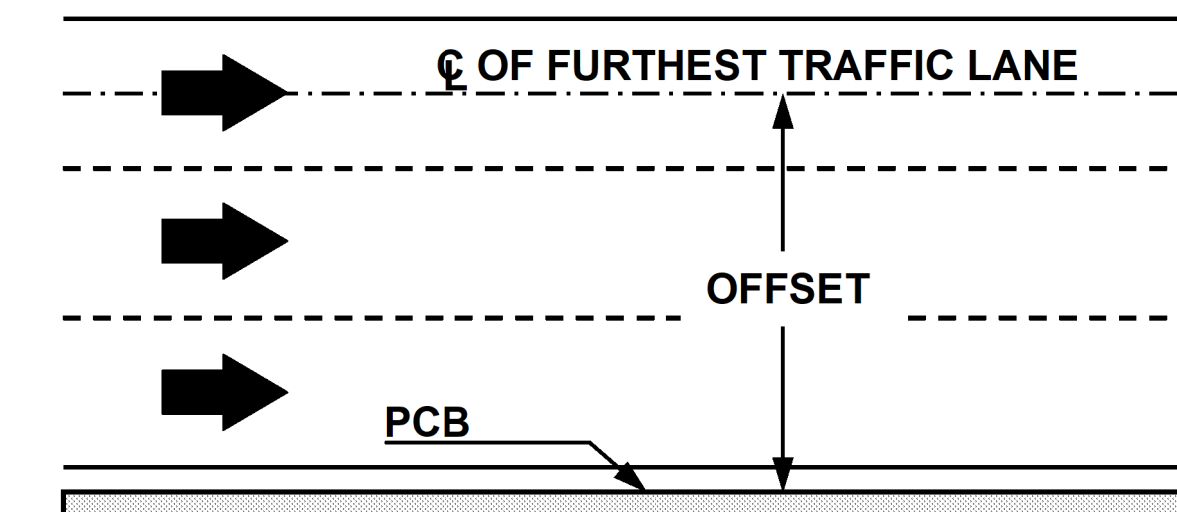 ℄ OF FURTHEST TRAFFIC LANE
OFFSET
PCB